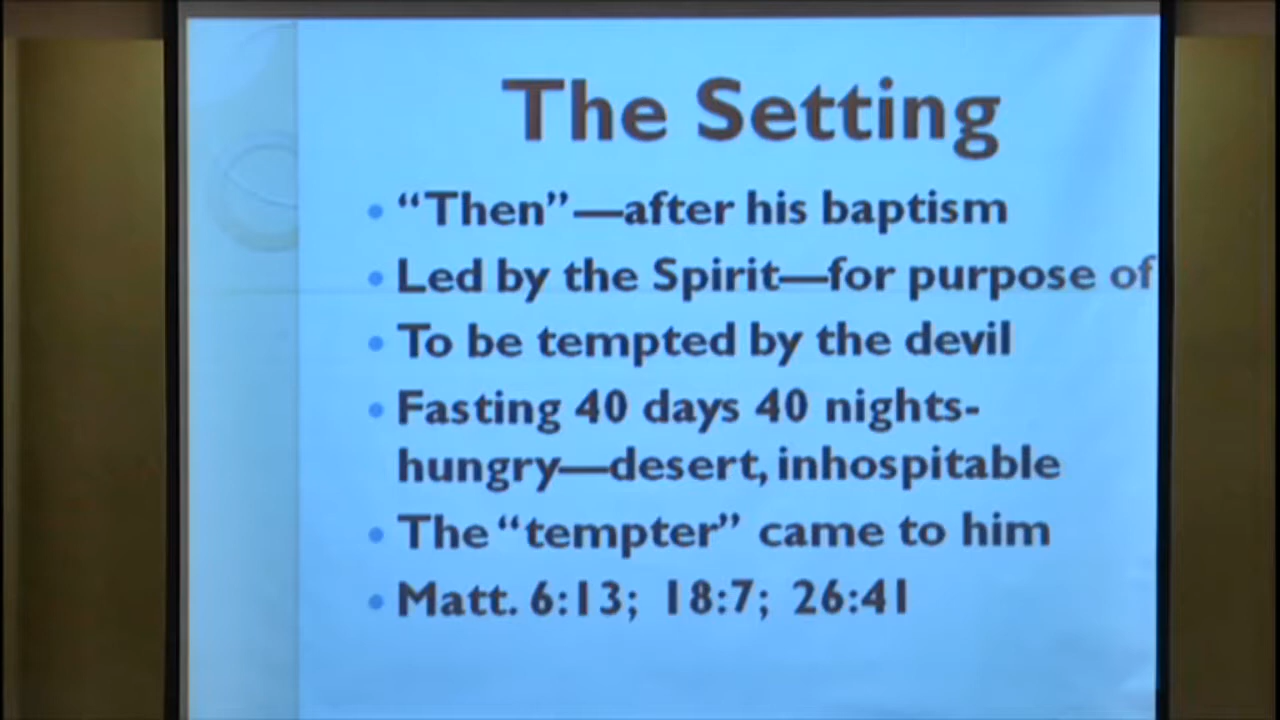 The Setting
• “Then”—after his baptism
• Led by the Spirit—for purpose of
• To be tempted by the devil
• Fasting 40 days 40 nights-
hungry—desert, inhospitable
• The “tempter” came to him
• Matt. 6:13; 18:7; 26:41